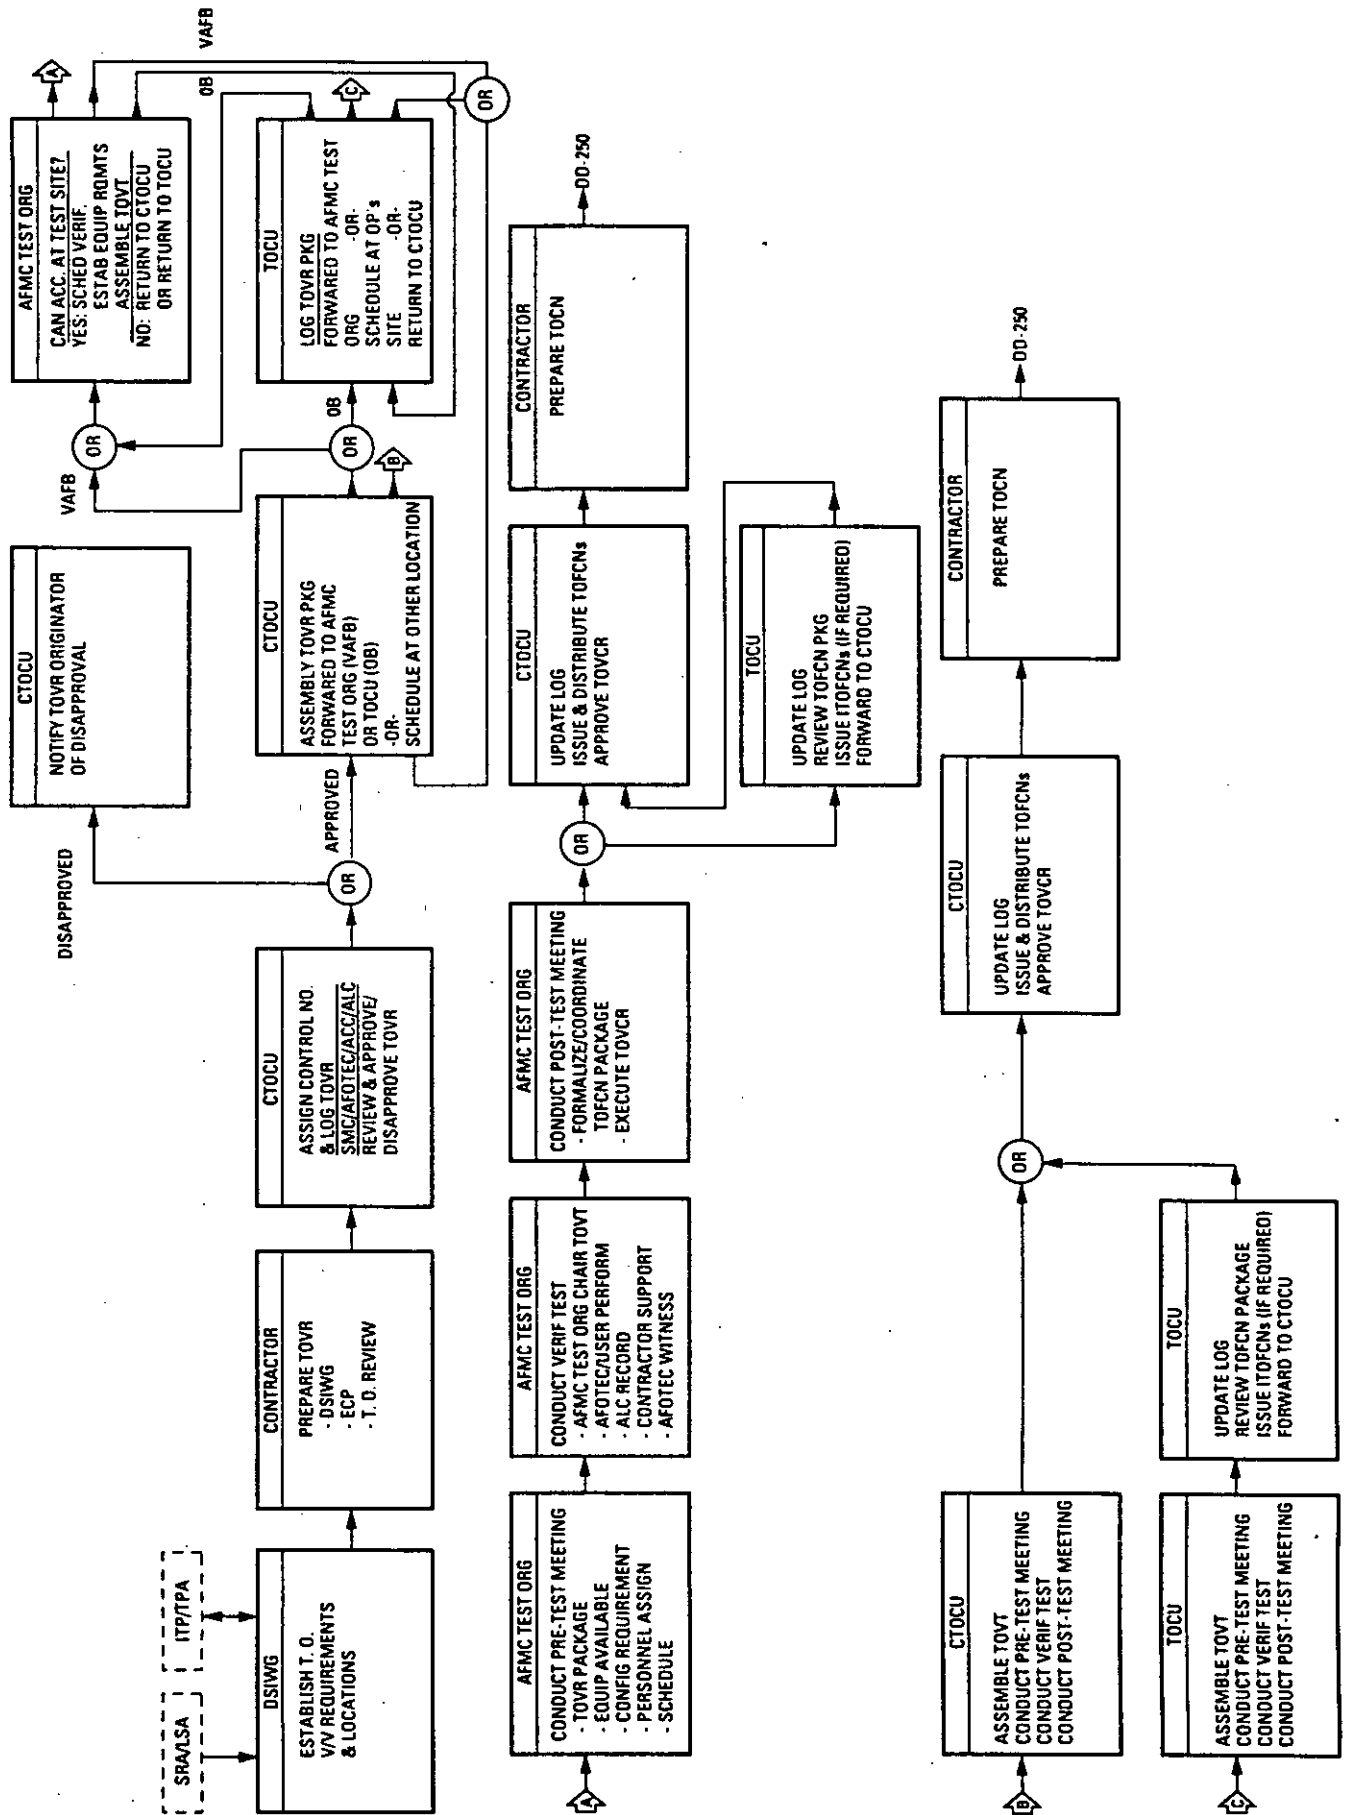 SRA/LSA
ITP/TPA
DSIWG
ESTABLISH T. O.
V/V REQUIREMENTS
& LOCATIONS
CONTRACTOR
PREPARE TOVR
- DSIWG
- ECP
- T. O. REVIEW
CTOCU
ASSIGN CONTROL NO.
& LOG TOVR
SMC/AFOTEC/ACC/ALC
REVIEW & APPROVE/
DISAPPROVE TOVR
OR
DISAPPROVED
APPROVED
CTOCU
NOTIFY TOVR ORIGINATOR
OF DISAPPROVAL
CTOCU
ASSEMBLY TOVR PKG
FORWARED TO AFMC
TEST ORG (VAFB)
OR TOCU (OB)
-OR-
SCHEDULE AT OTHER LOCATION
B
OR
VAFB
OB
OR
AFMC TEST ORG
CAN ACC. AT TEST SITE?
YES: SCHED VERIF.
ESTAB EQUIP RQMTS
ASSEMBLE TOVT
NO: RETURN TO CTOCU
OR RETURN TO TOCU
A
VAFB
OB
TOCU
LOG TOVR PKG
FORWARED TO AFMC TEST
ORG -OR-
SCHEDULE AT OP's
SITE -OR-
RETURN TO CTOCU
C
OR
A
AFMC TEST ORG
CONDUCT PRE-TEST MEETING
- TOVR PACKAGE
- EQUIP AVAILABLE
- CONFIG REQUIREMENT
- PERSONNEL ASSIGN
- SCHEDULE
AFMC TEST ORG
CONDUCT VERIF TEST
- AFMC TEST ORG CHAIR TOVT
- AFOTEC/USER PERFORM
- ALC RECORD
- CONTRACTOR SUPPORT
- AFOTEC WITNESS
AFMC TEST ORG
CONDUCT POST-TEST MEETING
- FORMALIZE/COORDINATE
TOFCN PACKAGE
- EXECUTE TOVCR
OR
CTOCU
UPDATE LOG
ISSUE & DISTRIBUTE TOFCNs
APPROVE TOVCR
CONTRACTOR
PREPARE TOCN
DD-250
TOCU
UPDATE LOG
REVIEW TOFCN PKG
ISSUE ITOFCNs (IF REQUIRED)
FORWARD TO CTOCU
B
CTOCU
ASSEMBLE TOVT
CONDUCT PRE-TEST MEETING
CONDUCT VERIF TEST
CONDUCT POST-TEST MEETING
OR
CTOCU
UPDATE LOG
ISSUE & DISTRIBUTE TOFCNs
APPROVE TOVCR
CONTRACTOR
PREPARE TOCN
DD-250
C
TOCU
ASSEMBLE TOVT
CONDUCT PRE-TEST MEETING
CONDUCT VERIF TEST
CONDUCT POST-TEST MEETING
TOCU
UPDATE LOG
REVIEW TOFCN PACKAGE
ISSUE ITOFCNs (IF REQUIRED)
FORWARD TO CTOCU